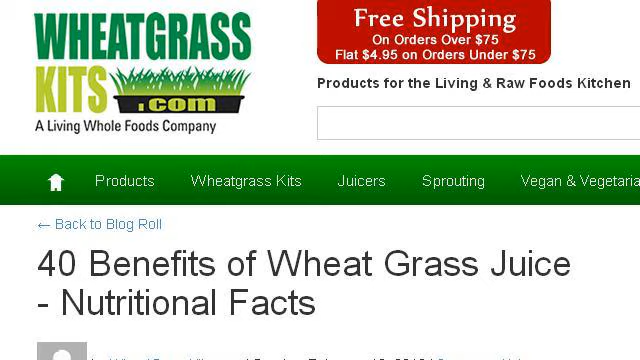 WHEATGRASS
KITS
.com
A Living Whole Foods Company
Free Shipping
On Orders Over $75
Flat $4.95 on Orders Under $75
Products for the Living & Raw Foods Kitchen
Products Wheatgrass Kits Juicers Sprouting Vegan & Vegetaria
← Back to Blog Roll
40 Benefits of Wheat Grass Juice
- Nutritional Facts